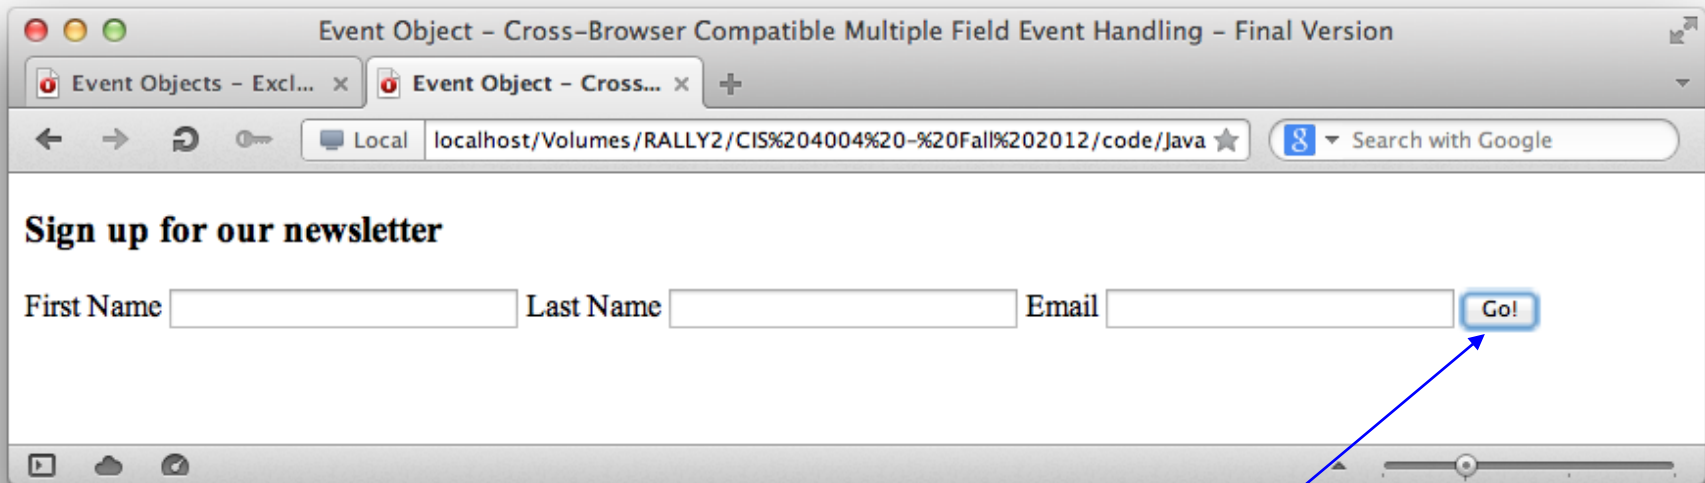 Event Object – Cross-Browser Compatible Multiple Field Event Handling – Final Version
Event Objects – Excl... Event Object – Cross...
Local localhost/Volumes/RALLY2/CIS%204004%20-%20Fall%202012/code/Java 8 Search with Google
Sign up for our newsletter
First Name Last Name Email Go!